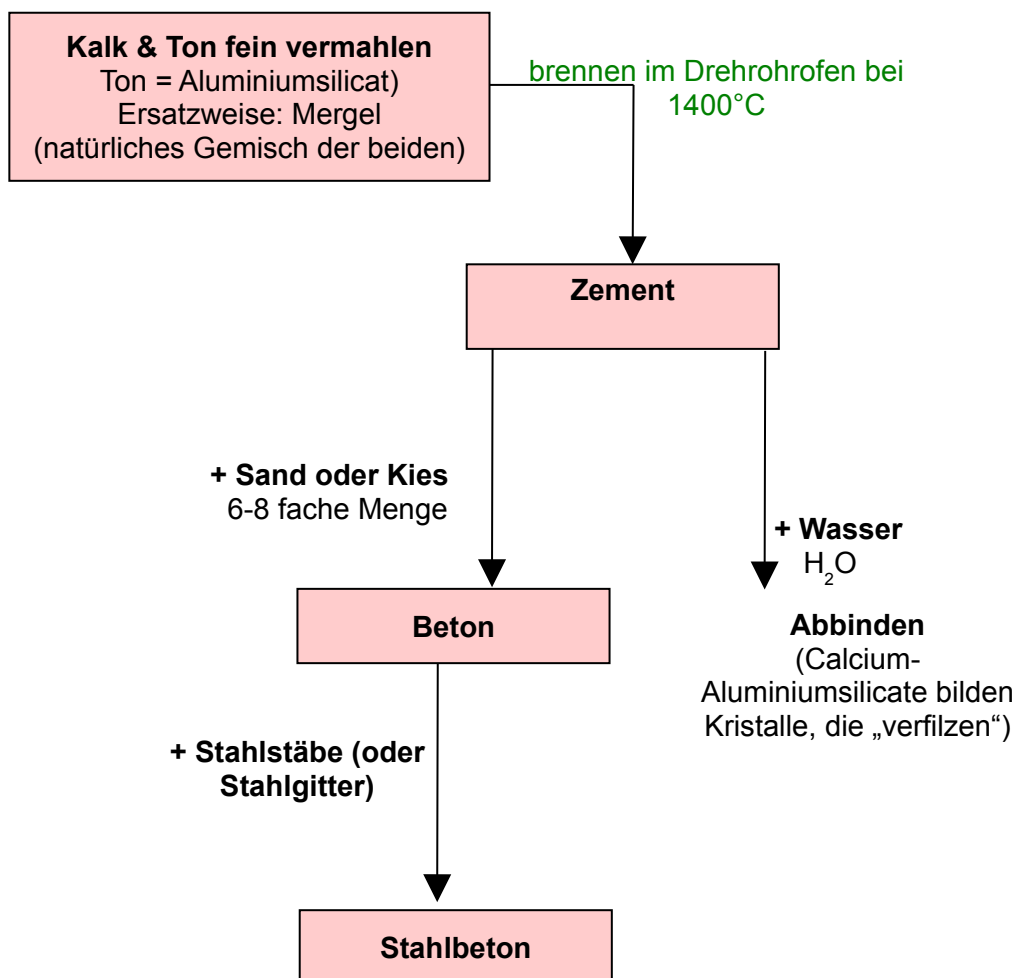 Kalk & Ton fein vermahlen
Ton = Aluminiumsilicat)
Ersatzweise: Mergel
(natürliches Gemisch der beiden)
brennen im Drehrohrofen bei
1400°C
Zement
+ Sand oder Kies
6-8 fache Menge
+ Wasser
H₂O
Beton
Abbinden
(Calcium-
Aluminiumsilicate bilden
Kristalle, die „verfilzen“)
+ Stahlstäbe (oder
Stahlgitter)
Stahlbeton